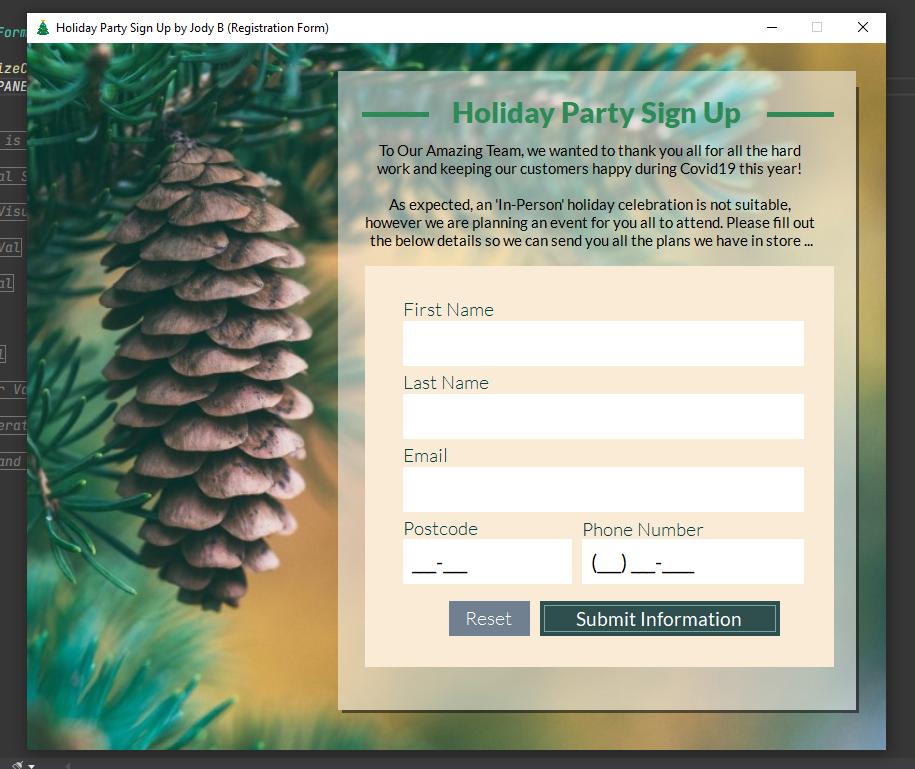 Holiday Party Sign Up by Jody B (Registration Form)
Holiday Party Sign Up
To Our Amazing Team, we wanted to thank you all for all the hard
work and keeping our customers happy during Covid19 this year!
As expected, an 'In-Person' holiday celebration is not suitable,
however we are planning an event for you all to attend. Please fill out
the below details so we can send you all the plans we have in store ...
First Name
Last Name
Email
Postcode
Phone Number
__-__
(__) __-___
Reset
Submit Information
Form
PANE
is
and